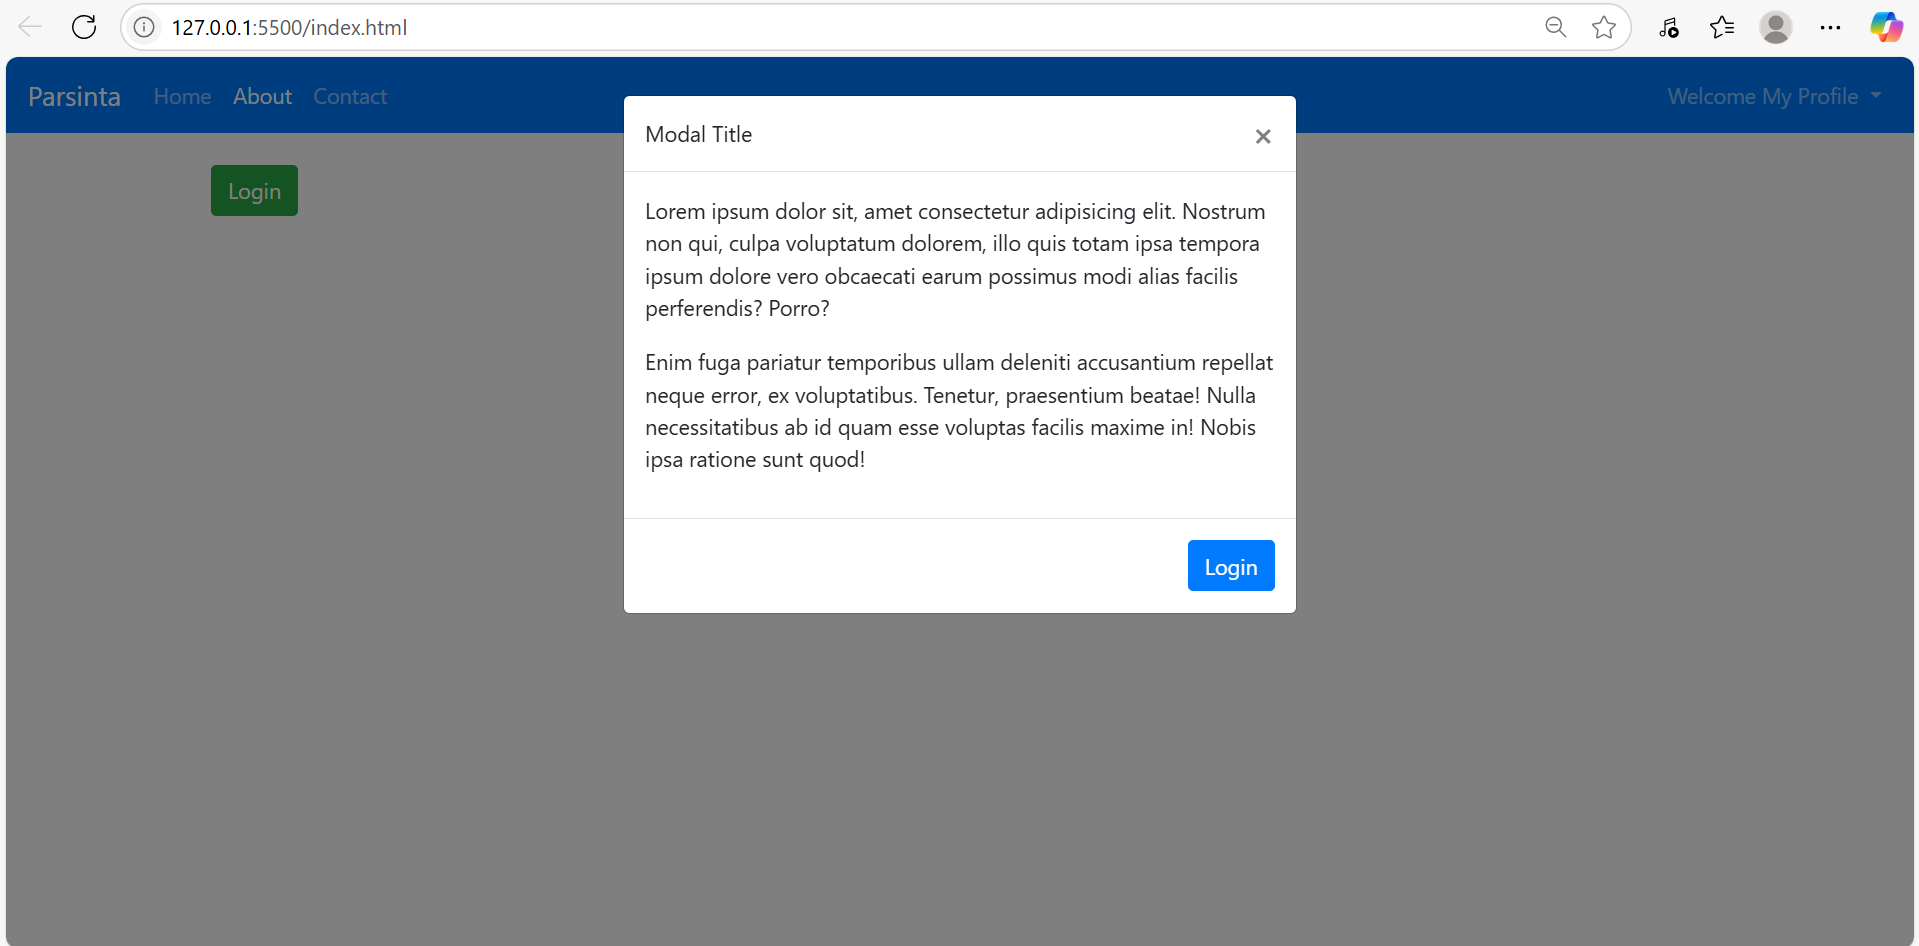 127.0.0.1:5500/index.html
Parsinta Home About Contact Welcome My Profile
Login
Modal Title ×
Lorem ipsum dolor sit, amet consectetur adipisicing elit. Nostrum
non qui, culpa voluptatum dolorem, illo quis totam ipsa tempora
ipsum dolore vero obcaecati earum possimus modi alias facilis
perferendis? Porro?
Enim fuga pariatur temporibus ullam deleniti accusantium repellat
neque error, ex voluptatibus. Tenetur, praesentium beatae! Nulla
necessitatibus ab id quam esse voluptas facilis maxime in! Nobis
ipsa ratione sunt quod!
Login